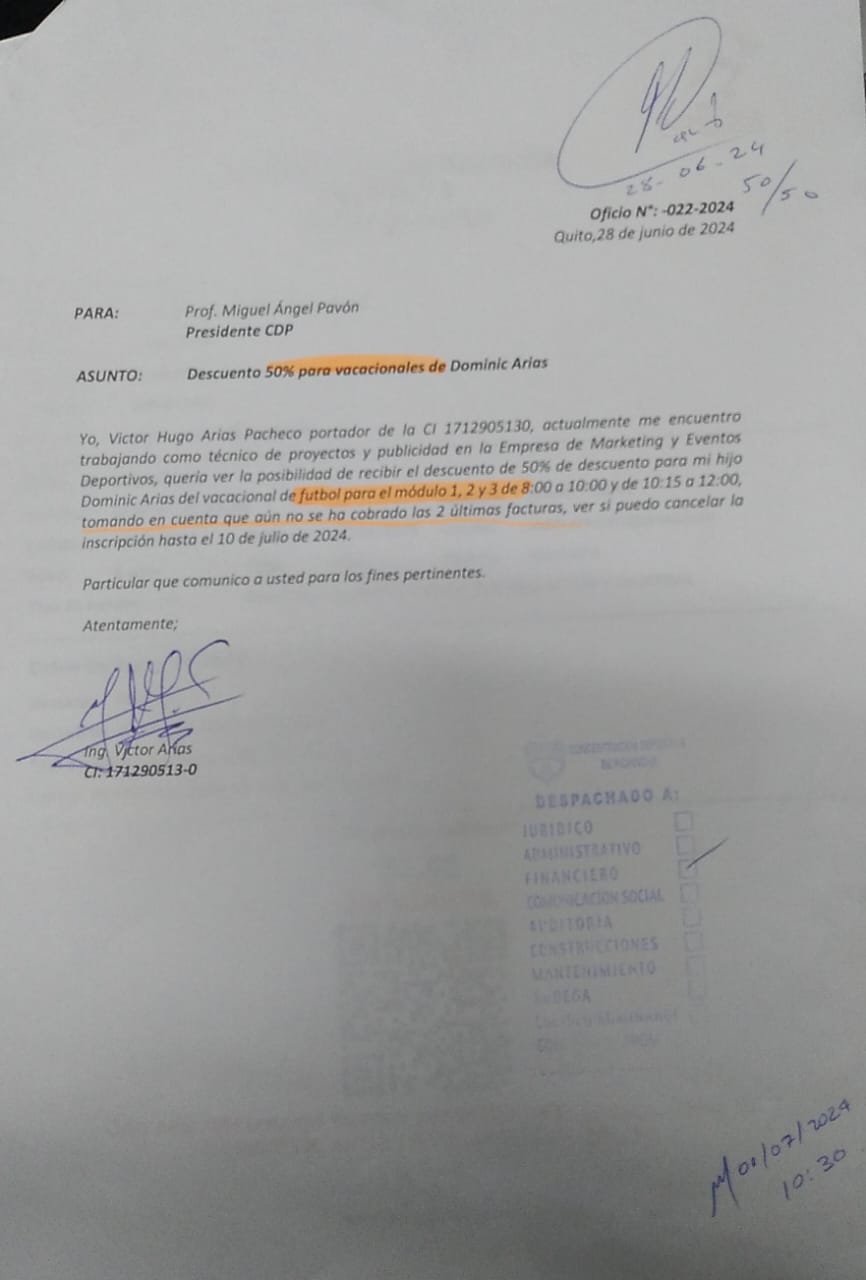 28-06-24
50/50
Oficio N°: -022-2024
Quito,28 de junio de 2024
PARA: Prof. Miguel Ángel Pavón
Presidente CDP
ASUNTO: Descuento 50% para vacacionales de Dominic Arias
Yo, Victor Hugo Arias Pacheco portador de la CI 1712905130, actualmente me encuentro
trabajando como técnico de proyectos y publicidad en la Empresa de Marketing y Eventos
Deportivos, quería ver la posibilidad de recibir el descuento de 50% de descuento para mi hijo
Dominic Arias del vacacional de futbol para el módulo 1, 2 y 3 de 8:00 a 10:00 y de 10:15 a 12:00,
tomando en cuenta que aún no se ha cobrado las 2 últimas facturas, ver si puedo cancelar la
inscripción hasta el 10 de julio de 2024.
Particular que comunico a usted para los fines pertinentes.
Atentamente;
Ing. Victor Arias
CI: 171290513-0
CONCENTRACION DEPORTIVA
DE PICHINCHA
DESPACHADO A:
JURIDICO
ADMINISTRATIVO
FINANCIERO
COMUNICACION SOCIAL
AUDITORIA
CONSTRUCCIONES
MANTENIMIENTO
BODEGA
/07/2024
10:30